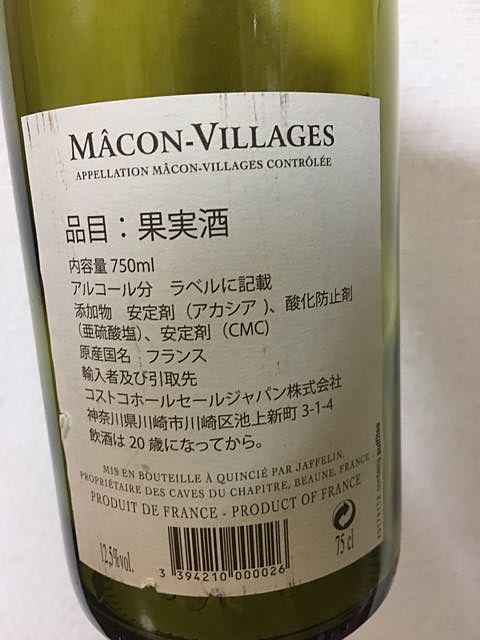 MÂCON-VILLAGES
APPELLATION MÂCON-VILLAGES CONTRÔLÉE
品目：果実酒
内容量 750ml
アルコール分　ラベルに記載
添加物　安定剤（アカシア）、酸化防止剤
（亜硫酸塩）、安定剤（CMC)
原産国名　フランス
輸入者及び引取先
コストコホールセールジャパン株式会社
神奈川県川崎市川崎区池上新町 3-1-4
飲酒は 20 歳になってから。
MIS EN BOUTEILLE À QUINCIÉ PAR JAFFELIN,
PROPRIÉTAIRE DES CAVES DU CHAPITRE, BEAUNE, FRANCE
PRODUIT DE FRANCE - PRODUCT OF FRANCE
12,5%vol.
3 394210 000026
75 cl